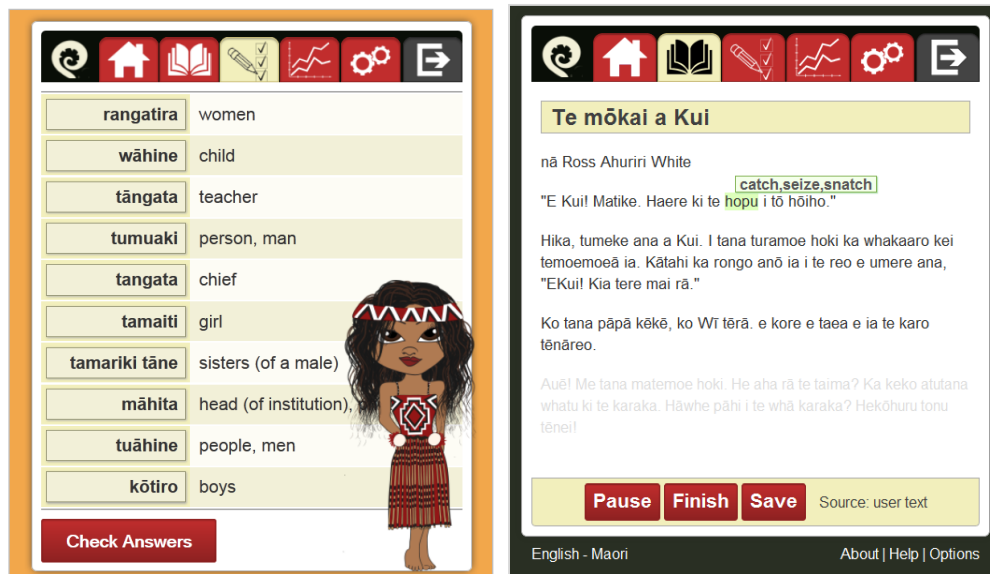 rangatira women
wāhine child
tāngata teacher
tumuaki person, man
tangata chief
tamaiti girl
tamariki tāne sisters (of a male)
māhita head (of institution),
tuāhine people, men
kōtiro boys
Check Answers
Te mōkai a Kui
nā Ross Ahuriri White
catch,seize,snatch
"E Kui! Matike. Haere ki te hopu i tō hōiho."
Hika, tumeke ana a Kui. I tana turamoe hoki ka whakaaro kei
temoemoeā ia. Kātahi ka rongo anō ia i te reo e umere ana,
"EKui! Kia tere mai rā."
Ko tana pāpā kēkē, ko Wī tērā. e kore e taea e ia te karo
tēnāreo.
Auē! Me tana matemoe hoki. He aha rā te taima? Ka keko atutana
whatu ki te karaka. Hāwhe pāhi i te whā karaka? Hekōhuru tonu
tēnei!
Pause Finish Save Source: user text
English - Maori About | Help | Options